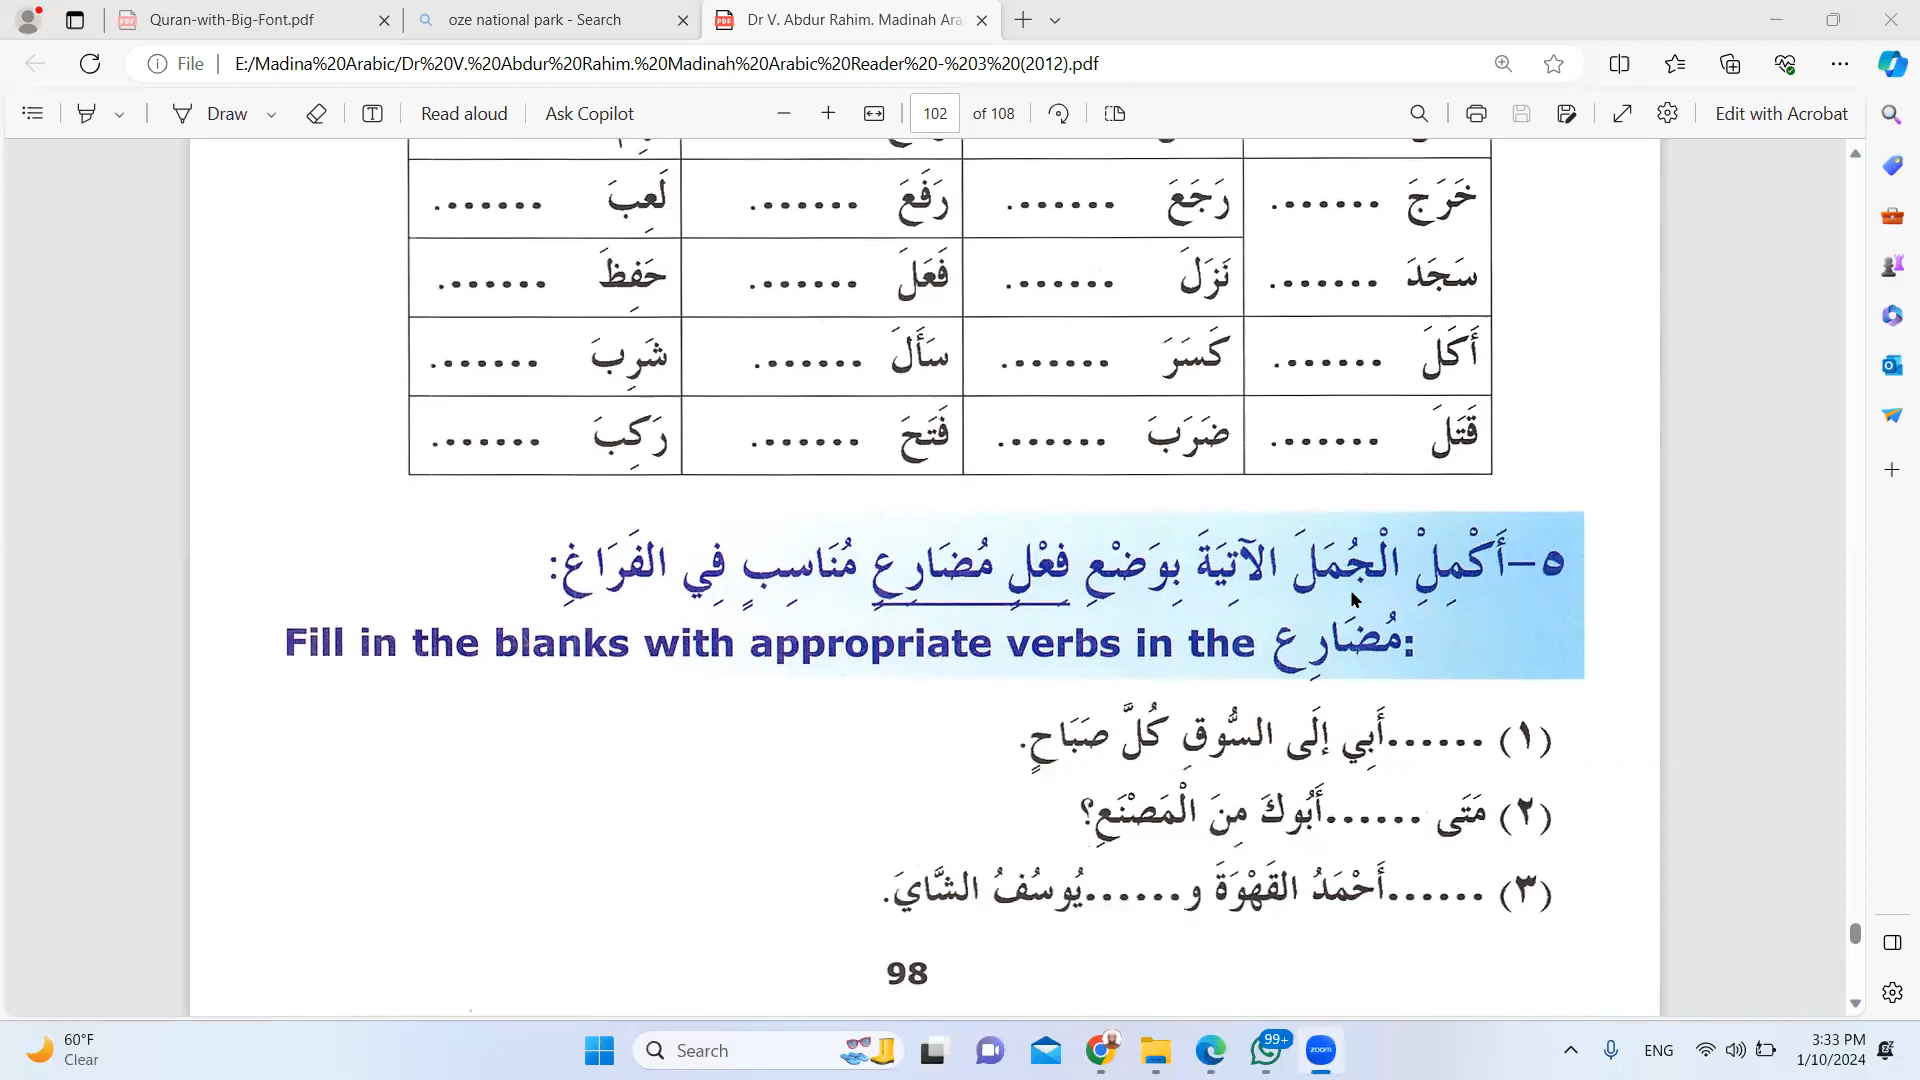 Quran-with-Big-Font.pdf
oze national park - Search
Dr V. Abdur Rahim. Madinah Ara
File
E:/Madina%20Arabic/Dr%20V.%20Abdur%20Rahim.%20Madinah%20Arabic%20Reader%20-%203%20(2012).pdf
Draw
Read aloud
Ask Copilot
102 of 108
Edit with Acrobat
خَرَجَ ....... رَجَعَ ....... رَفَعَ ....... لَعِبَ .......
سَجَدَ ....... نَزَلَ ....... فَعَلَ ....... حَفِظَ .......
أَكَلَ ....... كَسَرَ ....... سَأَلَ ....... شَرِبَ .......
قَتَلَ ....... ضَرَبَ ....... فَتَحَ ....... رَكِبَ .......
٥–أَكْمِلْ الْجُمَلَ الآتِيَةَ بِوَضْعِ فِعْلٍ مُضَارِعٍ مُنَاسِبٍ فِي الفَرَاغِ:
Fill in the blanks with appropriate verbs in the مُضَارِع:
(١) ......أَبِي إلَى السُّوقِ كُلَّ صَبَاحٍ.
(٢) مَتَى ......أَبُوكَ مِنَ الْمَصْنَعِ؟
(٣) ......أَحْمَدُ القَهْوَةَ و......يُوسُفُ الشَّايَ.
98
60°F
Clear
Search
99+
zoom
ENG
3:33 PM
1/10/2024